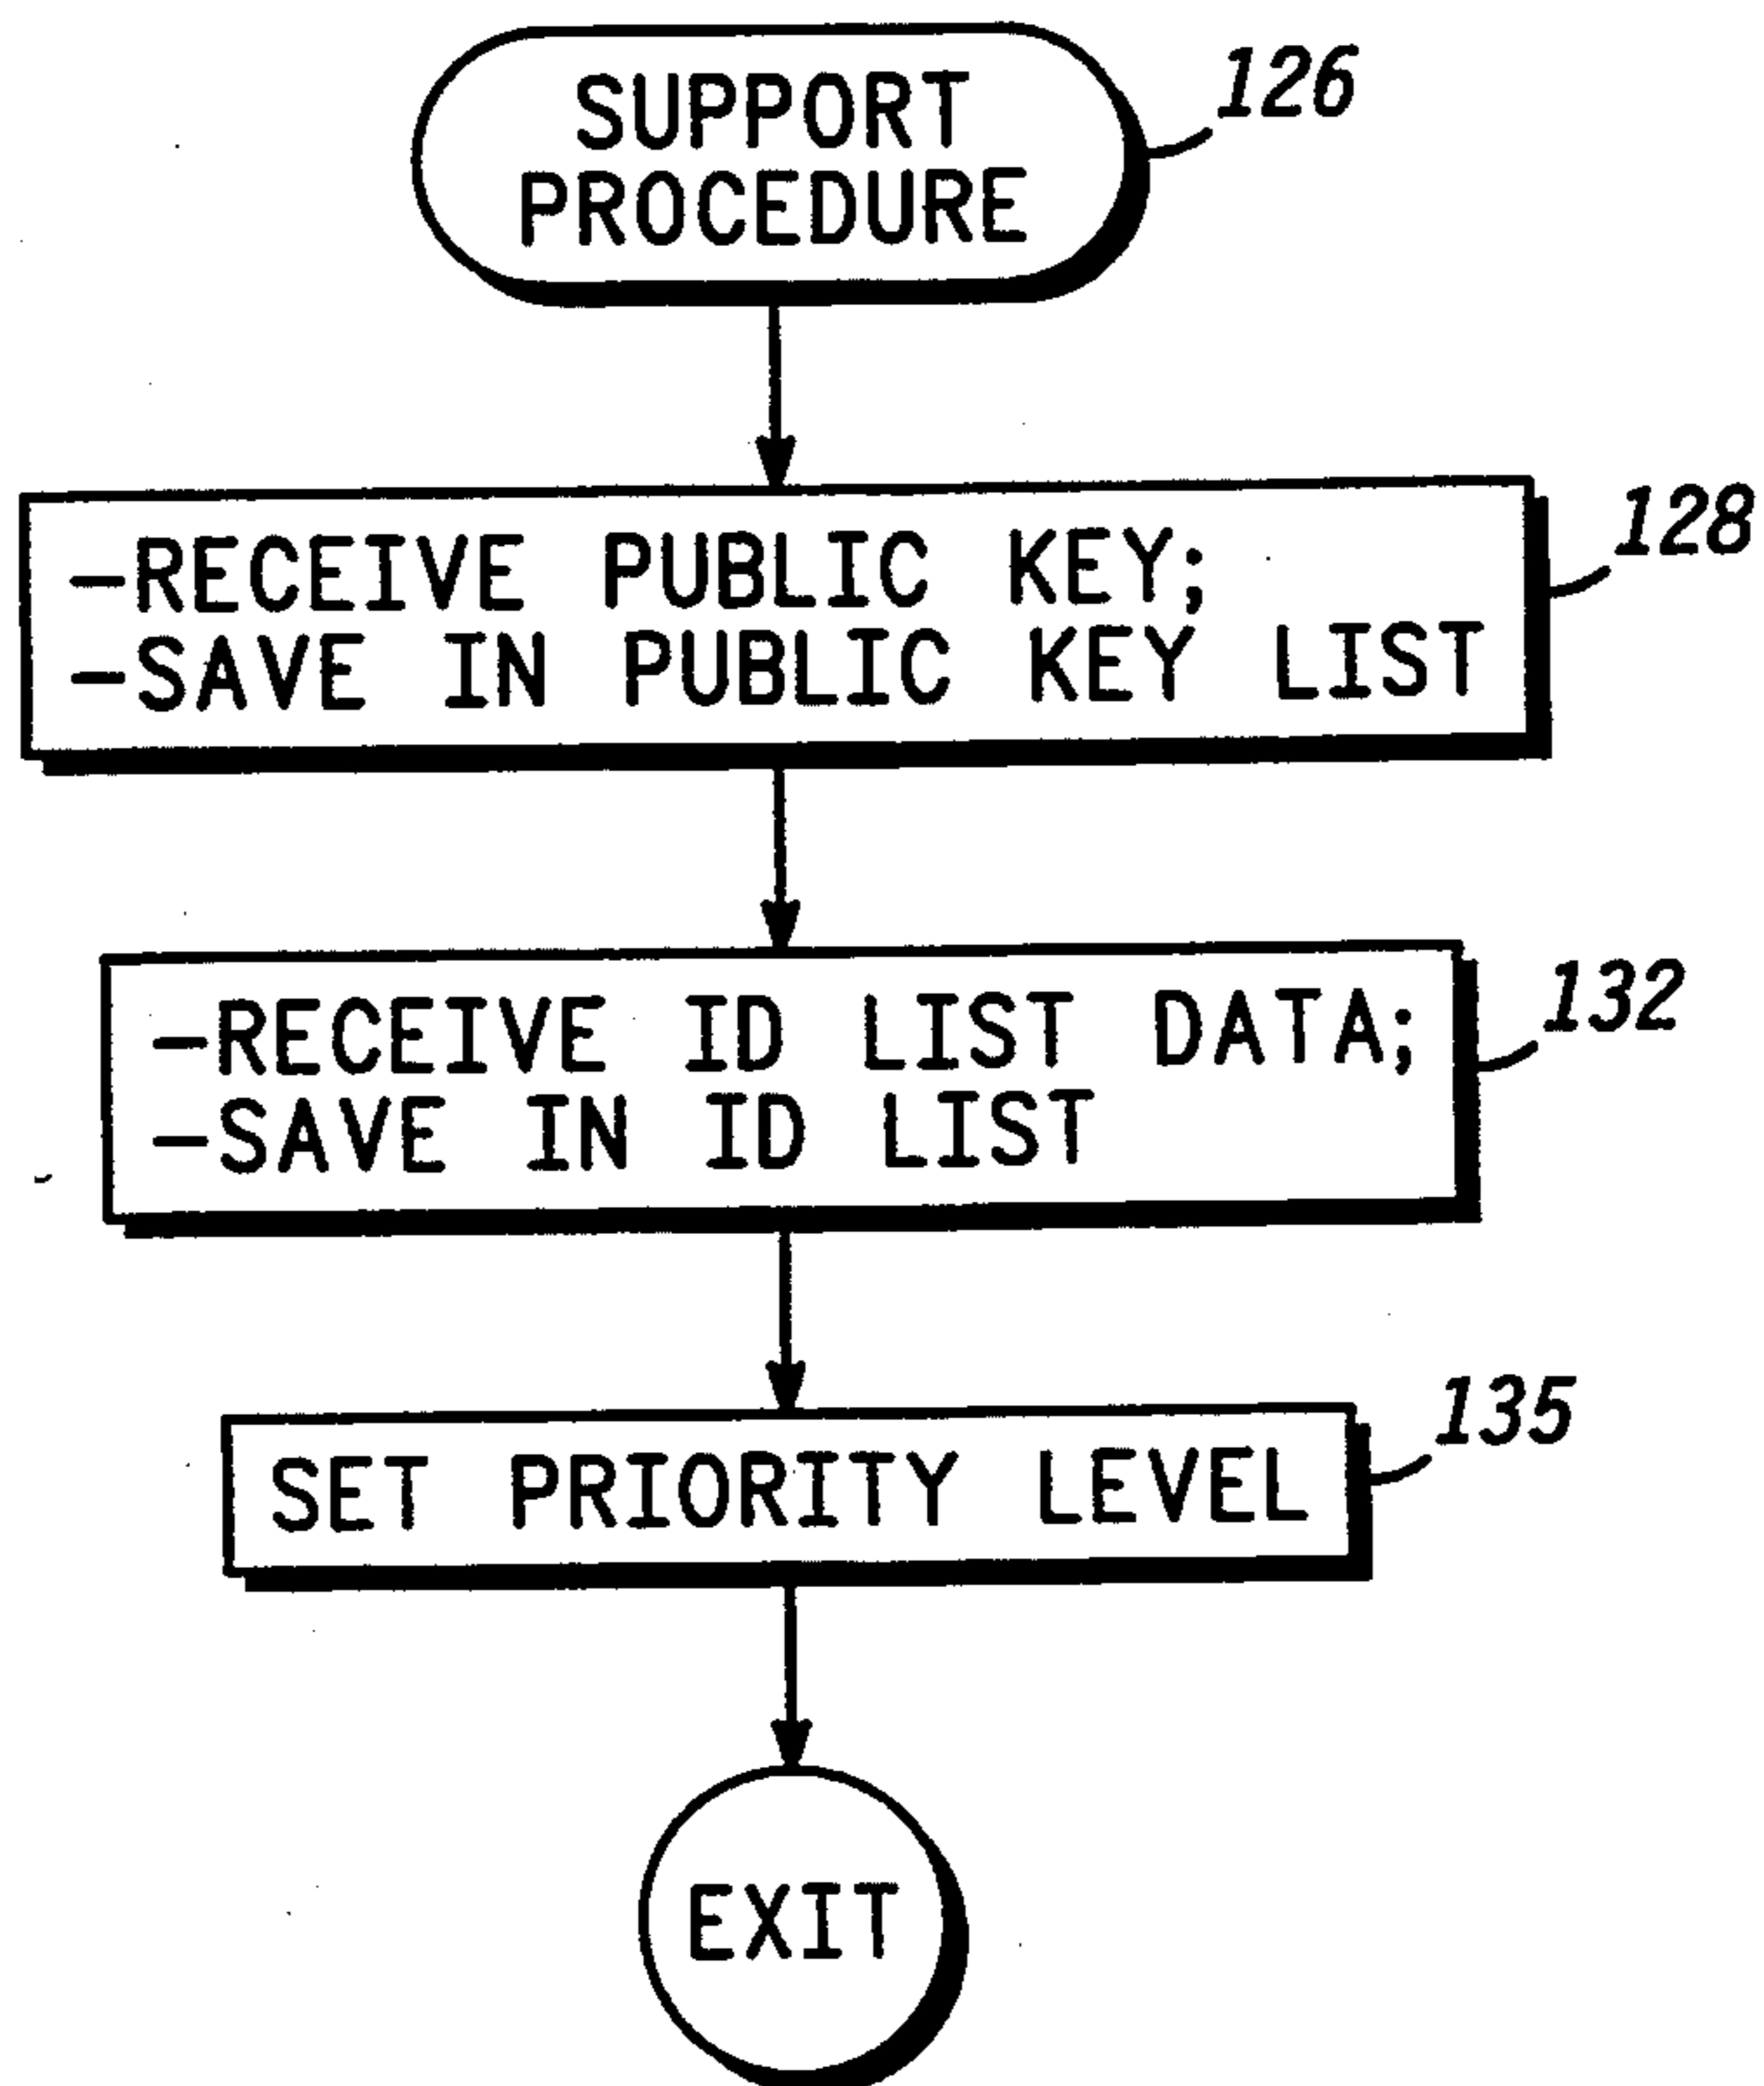 SUPPORT
PROCEDURE
126
-RECEIVE PUBLIC KEY;
-SAVE IN PUBLIC KEY LIST
128
-RECEIVE ID LIST DATA;
-SAVE IN ID LIST
132
SET PRIORITY LEVEL
135
EXIT